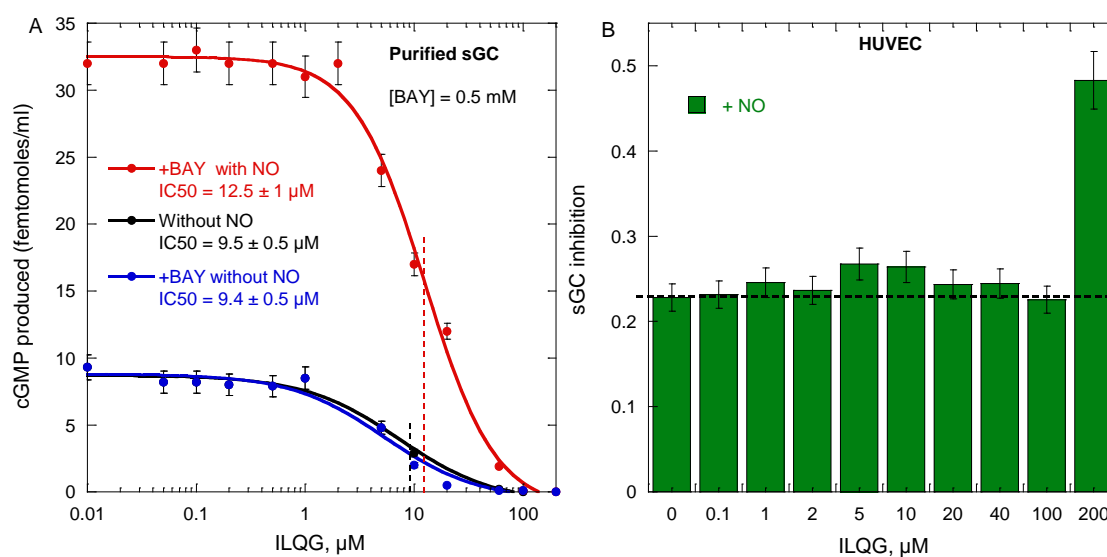 A
Purified sGC
[BAY] = 0.5 mM
+BAY with NO
IC50 = 12.5 ± 1 µM
Without NO
IC50 = 9.5 ± 0.5 µM
+BAY without NO
IC50 = 9.4 ± 0.5 µM
cGMP produced (femtomoles/ml)
35
30
25
20
15
10
5
0
0.01
0.1
1
10
100
ILQG, µM
B
HUVEC
+ NO
sGC inhibition
0.5
0.4
0.3
0.2
0.1
0
0 0.1 1 2 5 10 20 40 100 200
ILQG, µM